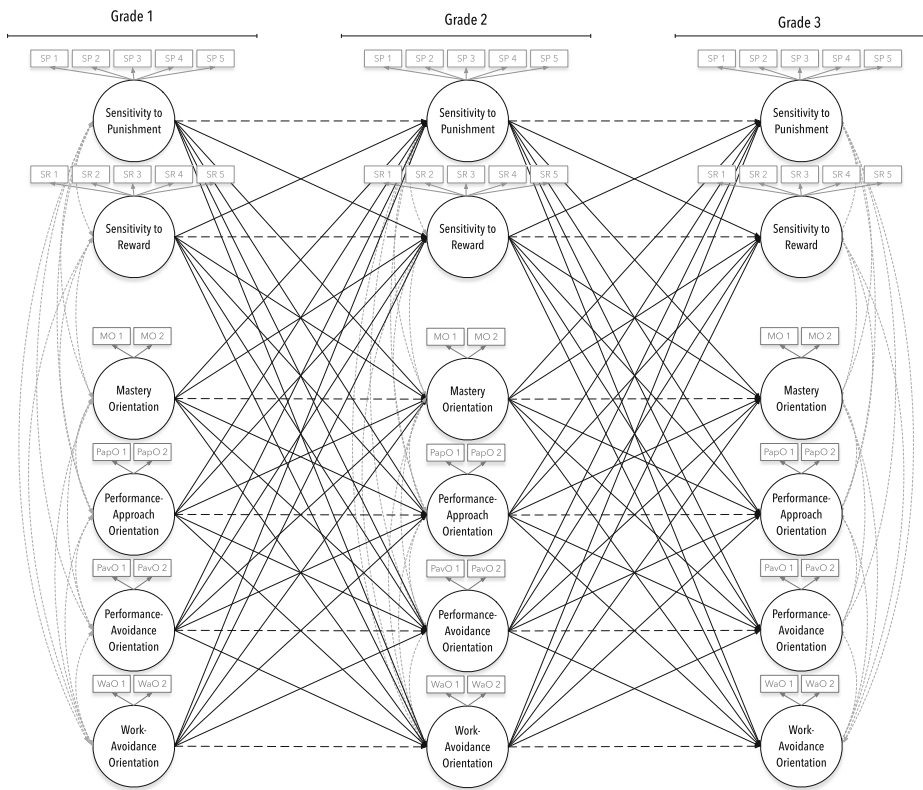 Grade 1 Grade 2 Grade 3
SP 1 SP 2 SP 3 SP 4 SP 5 SP 1 SP 2 SP 3 SP 4 SP 5 SP 1 SP 2 SP 3 SP 4 SP 5
Sensitivity to Sensitivity to Sensitivity to
Punishment Punishment Punishment
SR 1 SR 2 SR 3 SR 4 SR 5 SR 1 SR 2 SR 3 SR 4 SR 5 SR 1 SR 2 SR 3 SR 4 SR 5
Sensitivity to Sensitivity to Sensitivity to
Reward Reward Reward
MO 1 MO 2 MO 1 MO 2 MO 1 MO 2
Mastery Mastery Mastery
Orientation Orientation Orientation
PapO 1 PapO 2 PapO 1 PapO 2 PapO 1 PapO 2
Performance- Performance- Performance-
Approach Approach Approach
Orientation Orientation Orientation
PavO 1 PavO 2 PavO 1 PavO 2 PavO 1 PavO 2
Performance- Performance- Performance-
Avoidance Avoidance Avoidance
Orientation Orientation Orientation
WaO 1 WaO 2 WaO 1 WaO 2 WaO 1 WaO 2
Work- Work- Work-
Avoidance Avoidance Avoidance
Orientation Orientation Orientation